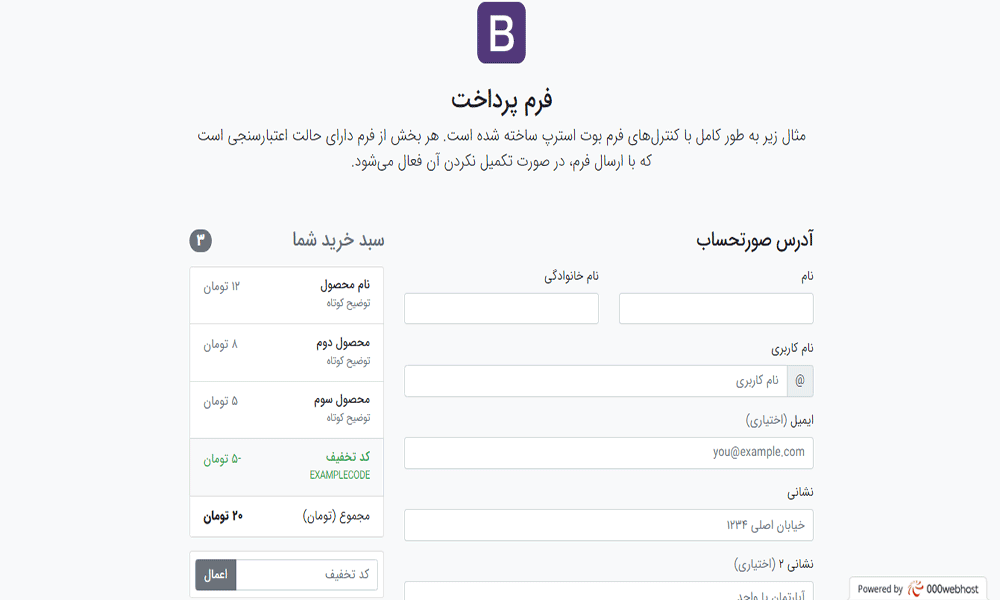 B
فرم پرداخت
مثال زیر به طور کامل با کنترل‌های فرم بوت استرپ ساخته شده است. هر بخش از فرم دارای حالت اعتبارسنجی است
که با ارسال فرم، در صورت تکمیل نکردن آن فعال می‌شود.
آدرس صورتحساب
نام
نام خانوادگی
نام کاربری
@ نام کاربری
ایمیل (اختیاری)
you@example.com
نشانی
خیابان اصلی ۱۲۳۴
نشانی ۲ (اختیاری)
آپارتمان یا واحد
سبد خرید شما
۳
نام محصول
۱۲ تومان
توضیح کوتاه
محصول دوم
۸ تومان
توضیح کوتاه
محصول سوم
۵ تومان
توضیح کوتاه
کد تخفیف
-۵ تومان
EXAMPLECODE
مجموع (تومان)
۲۰ تومان
کد تخفیف
اعمال
Powered by 000webhost